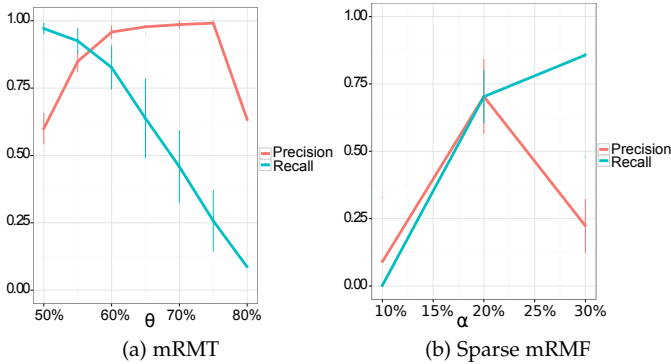 1.00
0.75
0.50
0.25
0.00
50%
60%
70%
80%
θ
Precision
Recall
(a) mRMT
1.00
0.75
0.50
0.25
0.00
10%
15%
20%
25%
30%
α
Precision
Recall
(b) Sparse mRMF